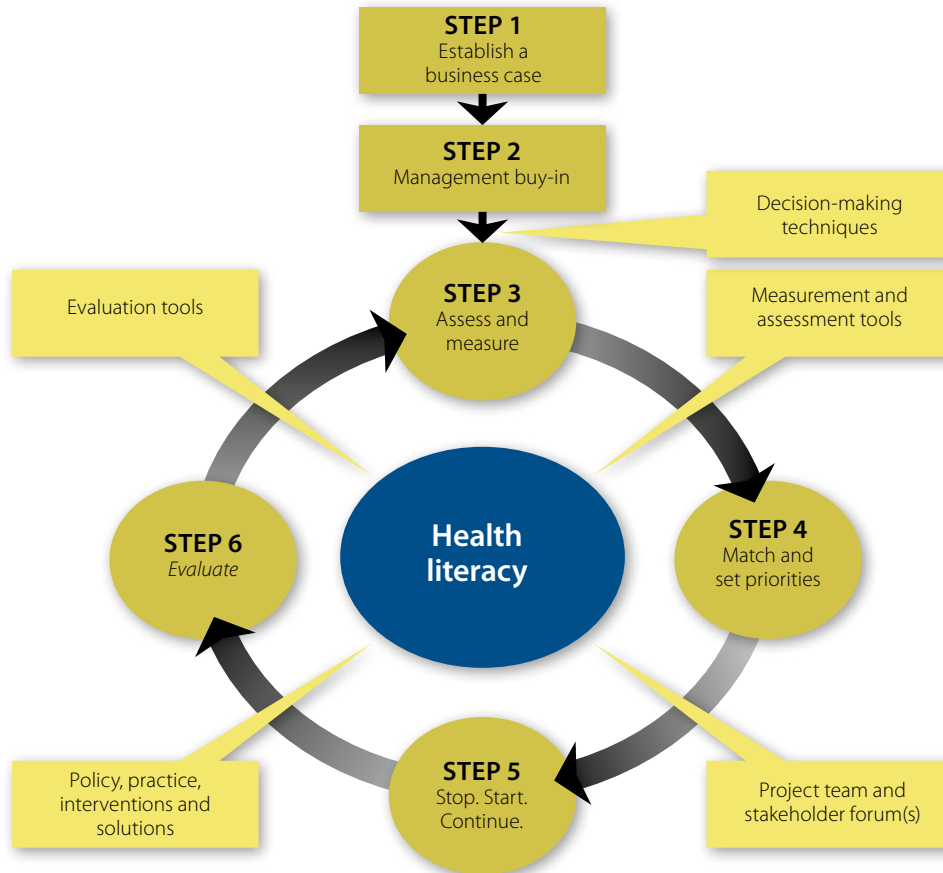 STEP 1
Establish a
business case
STEP 2
Management buy-in
Decision-making
techniques
Evaluation tools
STEP 3
Assess and
measure
Measurement and
assessment tools
STEP 6
Evaluate
Health
literacy
STEP 4
Match and
set priorities
Policy, practice,
interventions and
solutions
STEP 5
Stop. Start.
Continue.
Project team and
stakeholder forum(s)